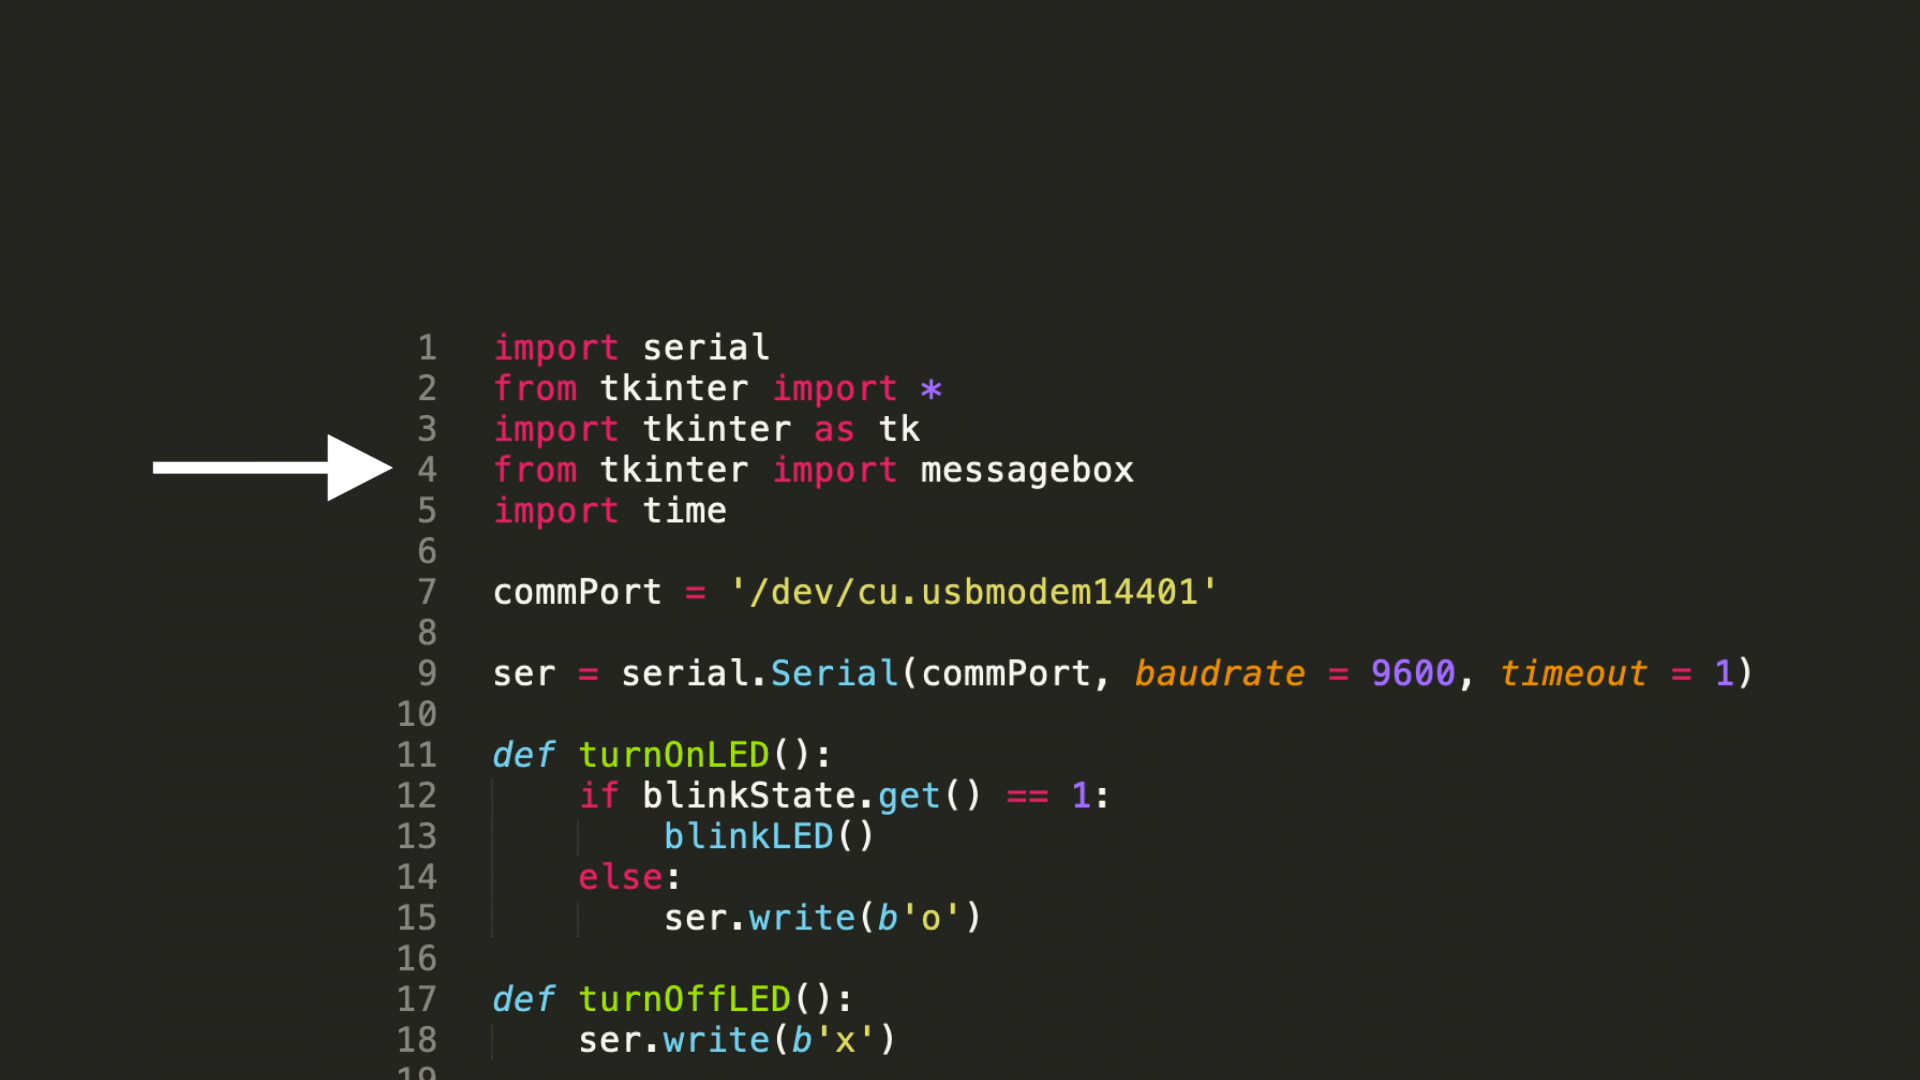 1 import serial
2 from tkinter import *
3 import tkinter as tk
4 from tkinter import messagebox
5 import time
6
7 commPort = '/dev/cu.usbmodem14401'
8
9 ser = serial.Serial(commPort, baudrate = 9600, timeout = 1)
10
11 def turnOnLED():
12     if blinkState.get() == 1:
13         blinkLED()
14     else:
15         ser.write(b'o')
16
17 def turnOffLED():
18     ser.write(b'x')
19